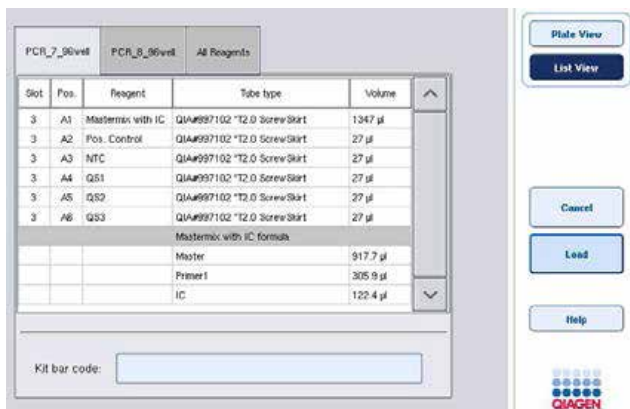 PCR_7_96well PCR_8_96well All Reagents
Slot Pos. Reagent Tube type Volume
3 A1 Mastermix with IC QIA#997102 *T2.0 ScrewSkirt 1347 µl
3 A2 Pos. Control QIA#997102 *T2.0 ScrewSkirt 27 µl
3 A3 NTC QIA#997102 *T2.0 ScrewSkirt 27 µl
3 A4 QS1 QIA#997102 *T2.0 ScrewSkirt 27 µl
3 A5 QS2 QIA#997102 *T2.0 ScrewSkirt 27 µl
3 A6 QS3 QIA#997102 *T2.0 ScrewSkirt 27 µl
Mastermix with IC formula
Master 917.7 µl
Primer1 305.9 µl
IC 122.4 µl
Kit bar code:
Plate View
List View
Cancel
Load
Help
QIAGEN